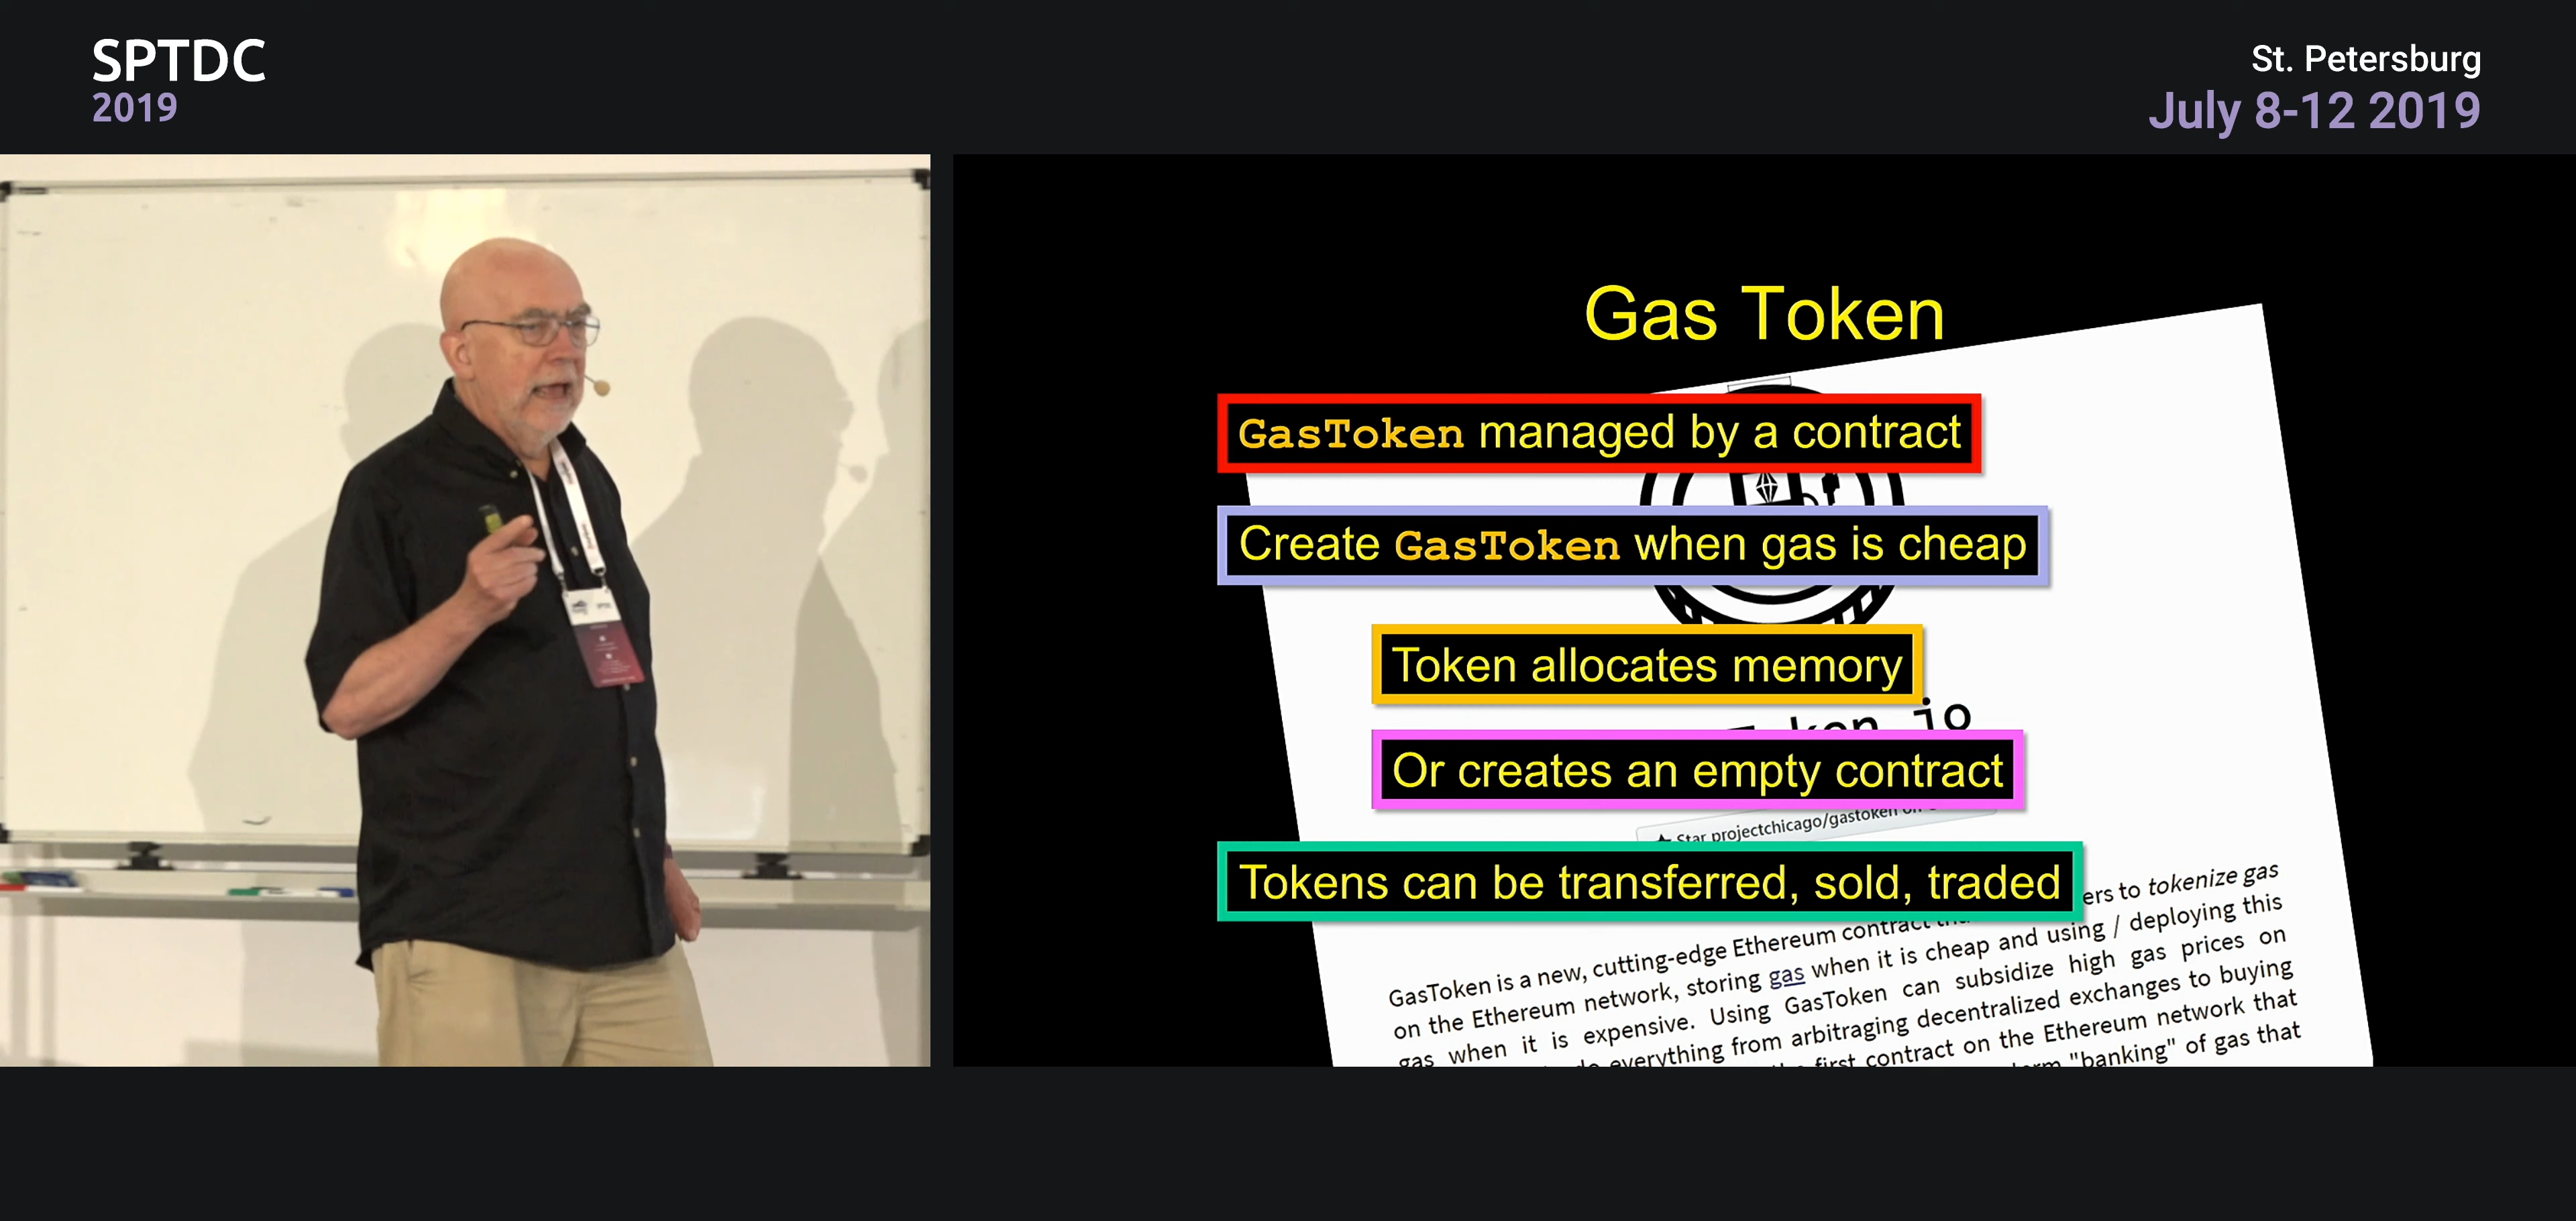 SPTDC
2019
St. Petersburg
July 8-12 2019
Gas Token
GasToken managed by a contract
Create GasToken when gas is cheap
Token allocates memory
io
Or creates an empty contract
Star projectchicago/gastoken on
Tokens can be transferred, sold, traded
ers to tokenize gas
GasToken is a new, cutting-edge Ethereum contract
on the Ethereum network, storing gas when it is cheap and using / deploying this
gas when it is expensive. Using GasToken can subsidize high gas prices on
everything from arbitraging decentralized exchanges to buying
first contract on the Ethereum network that
"banking" of gas that